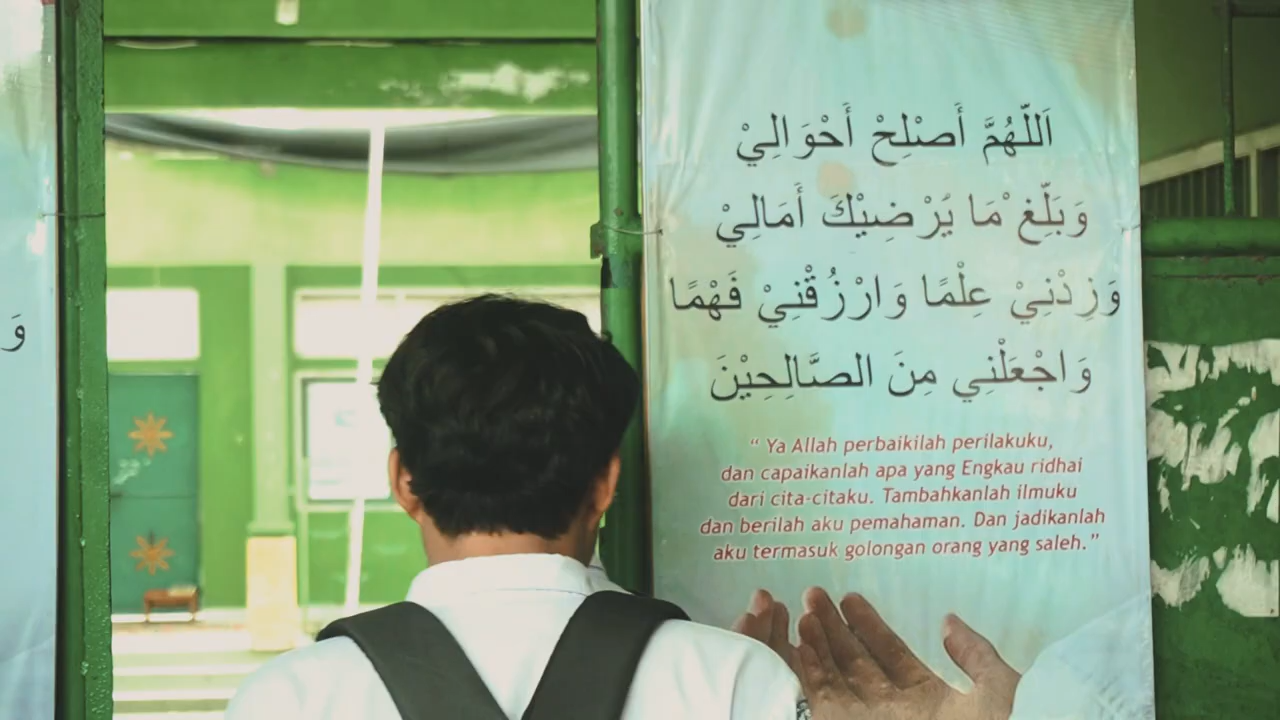 اَللّٰهُمَّ أَصْلِحْ أَحْوَالِيْ
وَبَلِّغْ مَا يُرْضِيْكَ أَمَالِيْ
وَزِدْنِيْ عِلْمًا وَارْزُقْنِيْ فَهْمًا
وَاجْعَلْنِي مِنَ الصَّالِحِيْنَ
“ Ya Allah perbaikilah perilakuku,
dan capaikanlah apa yang Engkau ridhai
dari cita-citaku. Tambahkanlah ilmuku
dan berilah aku pemahaman. Dan jadikanlah
aku termasuk golongan orang yang saleh.”
وَ